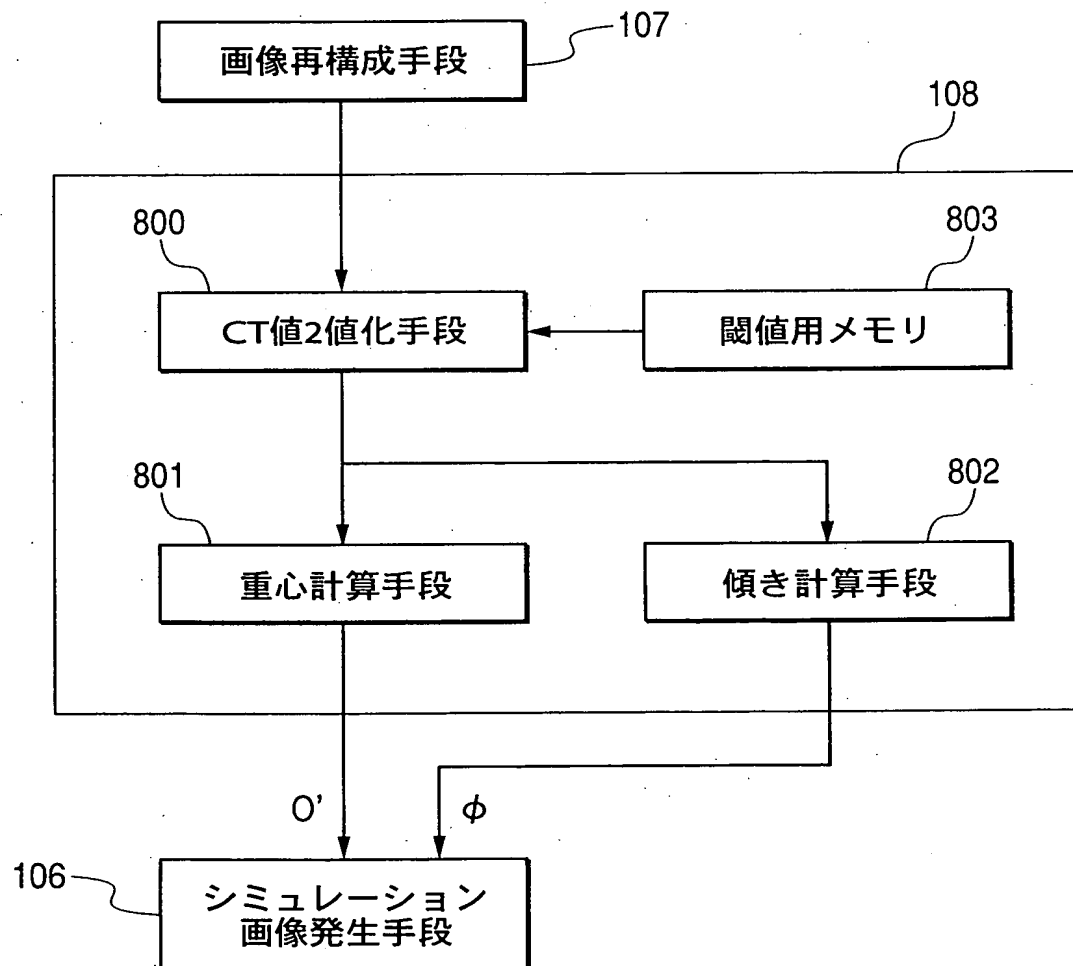 107
画像再構成手段
108
800
803
CT値2値化手段
閾値用メモリ
801
802
重心計算手段
傾き計算手段
O'
φ
106
シミュレーション
画像発生手段